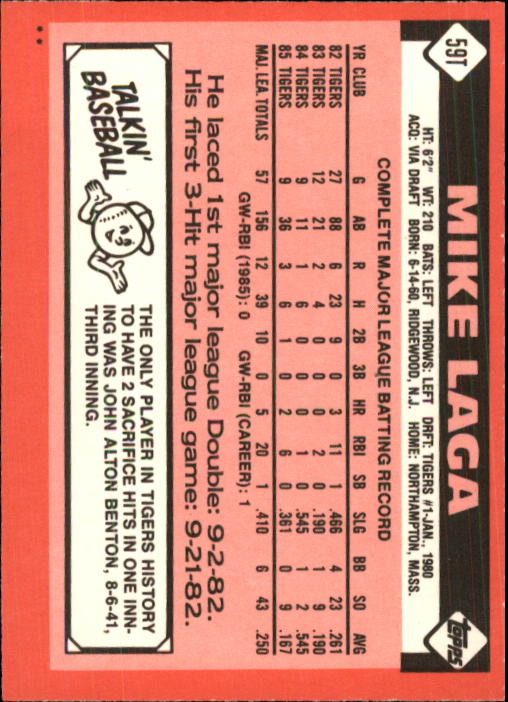 59T
MIKE LAGA
topps
HT: 6'2" WT: 210 BATS: LEFT THROWS: LEFT DRFT: TIGERS #1-JAN., 1980
ACQ: VIA DRAFT BORN: 6-14-60, RIDGEWOOD, N.J. HOME: NORTHAMPTON, MASS.
COMPLETE MAJOR LEAGUE BATTING RECORD
YR CLUB G AB R H 2B 3B HR RBI SB SLG BB SO AVG
82 TIGERS 27 88 6 23 9 0 3 11 1 .466 4 23 .261
83 TIGERS 12 21 2 4 0 0 0 2 0 .190 1 9 .190
84 TIGERS 9 11 1 6 0 0 0 1 0 .545 1 2 .545
85 TIGERS 9 36 3 6 1 0 2 6 0 .361 0 9 .167
MAJ. LEA. TOTALS 57 156 12 39 10 0 5 20 1 .410 6 43 .250
GW-RBI (1985): 0 GW-RBI (CAREER): 1
He laced 1st major league Double: 9-2-82.
His first 3-Hit major league game: 9-21-82.
TALKIN'
BASEBALL
THE ONLY PLAYER IN TIGERS HISTORY
TO HAVE 2 SACRIFICE HITS IN ONE INN-
ING WAS JOHN ALTON BENTON, 8-6-41,
THIRD INNING.
**